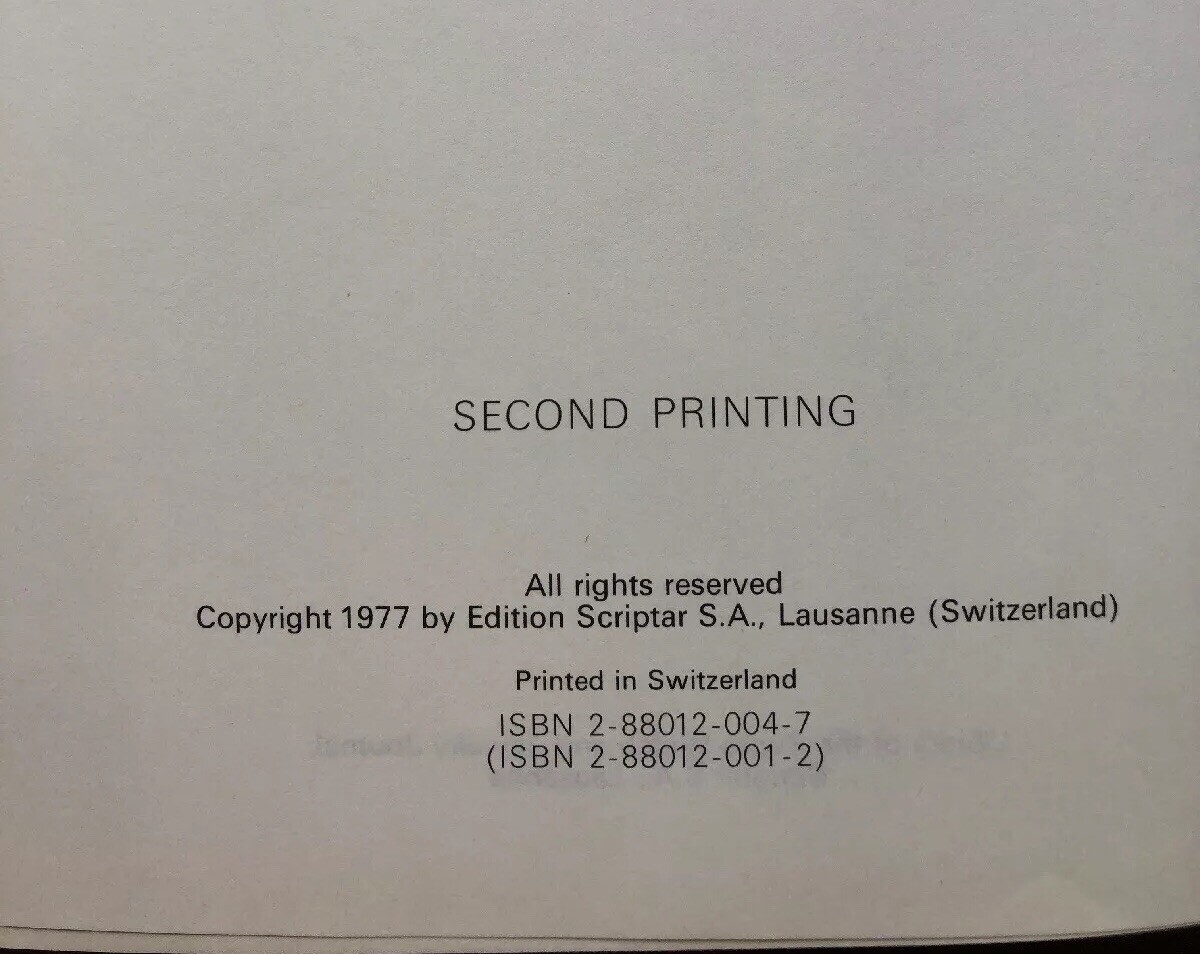 SECOND PRINTING
All rights reserved
Copyright 1977 by Edition Scriptar S.A., Lausanne (Switzerland)
Printed in Switzerland
ISBN 2-88012-004-7
(ISBN 2-88012-001-2)